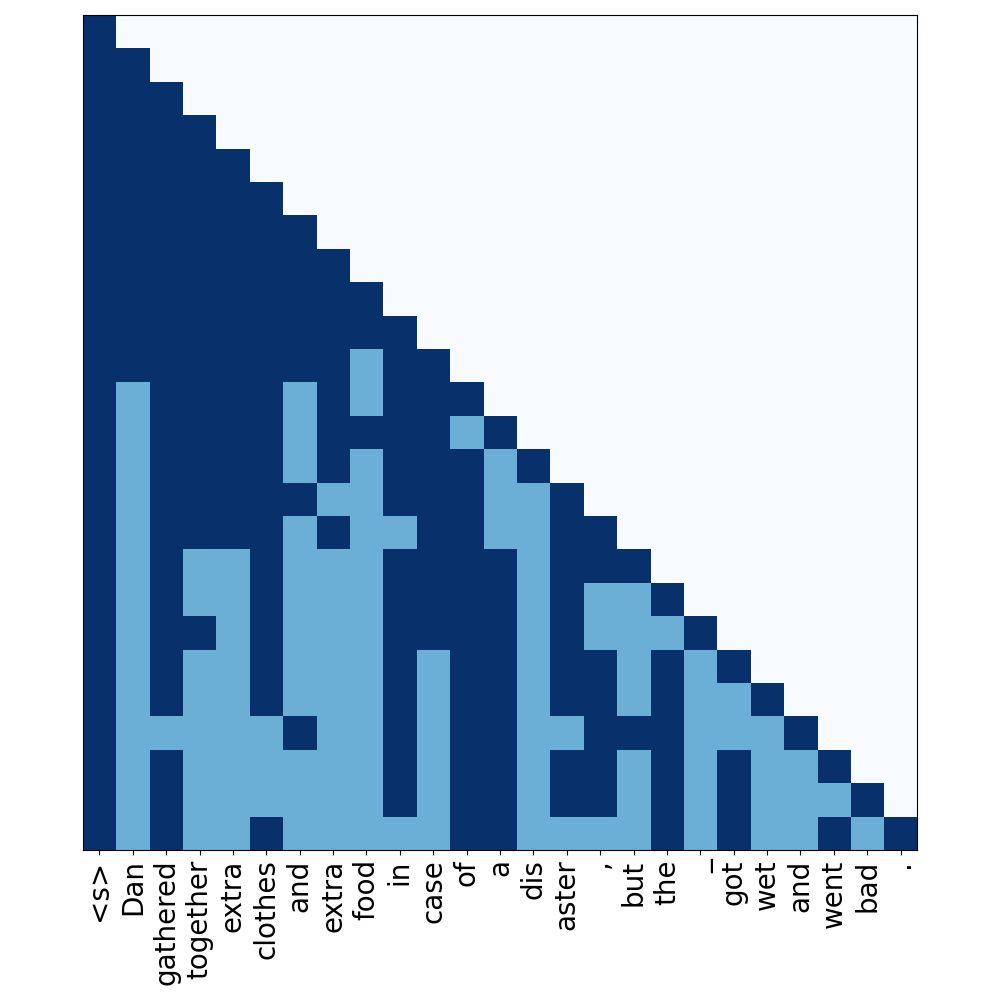 <s>
Dan
gathered
together
extra
clothes
and
extra
food
in
case
of
a
dis
aster
,
but
the
_
got
wet
and
went
bad
.